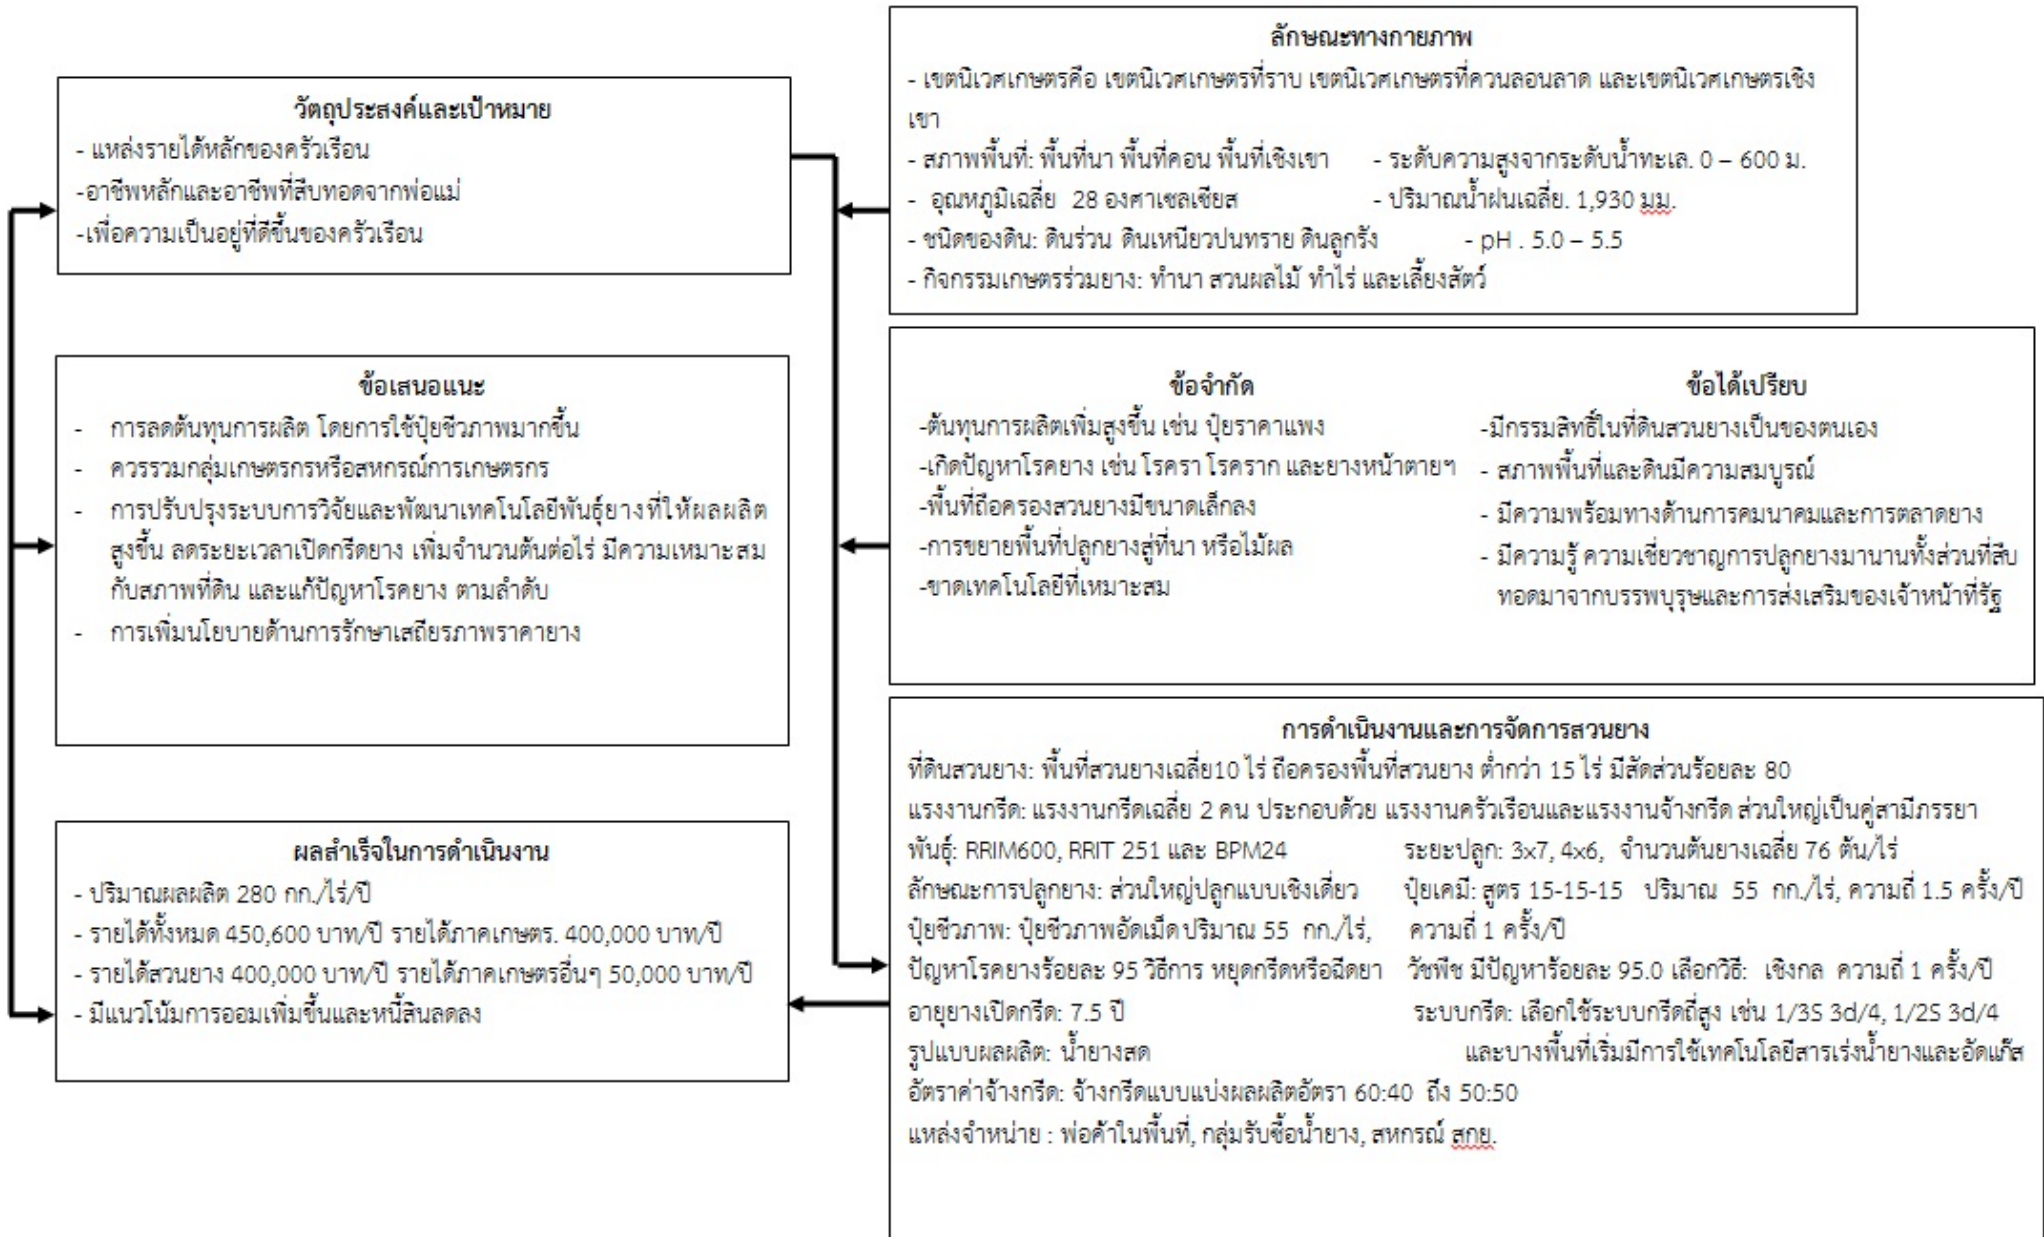 ลักษณะทางกายภาพ
- เขตนิเวศเกษตรคือ เขตนิเวศเกษตรที่ราบ เขตนิเวศเกษตรที่ควนลอนลาด และเขตนิเวศเกษตรเชิง
เขา
- สภาพพื้นที่: พื้นที่นา พื้นที่คอน พื้นที่เชิงเขา - ระดับความสูงจากระดับน้ำทะเล. 0 – 600 ม.
- อุณหภูมิเฉลี่ย 28 องศาเซลเซียส - ปริมาณน้ำฝนเฉลี่ย. 1,930 มม.
- ชนิดของดิน: ดินร่วน ดินเหนียวปนทราย ดินลูกรัง - pH . 5.0 – 5.5
- กิจกรรมเกษตรร่วมยาง: ทำนา สวนผลไม้ ทำไร่ และเลี้ยงสัตว์
วัตถุประสงค์และเป้าหมาย
- แหล่งรายได้หลักของครัวเรือน
-อาชีพหลักและอาชีพที่สืบทอดจากพ่อแม่
-เพื่อความเป็นอยู่ที่ดีขึ้นของครัวเรือน
ข้อเสนอแนะ
- การลดต้นทุนการผลิต โดยการใช้ปุ๋ยชีวภาพมากขึ้น
- ควรรวมกลุ่มเกษตรกรหรือสหกรณ์การเกษตรกร
- การปรับปรุงระบบการวิจัยและพัฒนาเทคโนโลยีพันธุ์ยางที่ให้ผลผลิต
สูงขึ้น ลดระยะเวลาเปิดกรีดยาง เพิ่มจำนวนต้นต่อไร่ มีความเหมาะสม
กับสภาพที่ดิน และแก้ปัญหาโรคยาง ตามลำดับ
- การเพิ่มนโยบายด้านการรักษาเสถียรภาพราคายาง
ข้อจำกัด
-ต้นทุนการผลิตเพิ่มสูงขึ้น เช่น ปุ๋ยราคาแพง
-เกิดปัญหาโรคยาง เช่น โรครา โรคราก และยางหน้าตายฯ
-พื้นที่ถือครองสวนยางมีขนาดเล็กลง
-การขยายพื้นที่ปลูกยางสู่ที่นา หรือไม้ผล
-ขาดเทคโนโลยีที่เหมาะสม
ข้อได้เปรียบ
-มีกรรมสิทธิ์ในที่ดินสวนยางเป็นของตนเอง
- สภาพพื้นที่และดินมีความสมบูรณ์
- มีความพร้อมทางด้านการคมนาคมและการตลาดยาง
- มีความรู้ ความเชี่ยวชาญการปลูกยางมานานทั้งส่วนที่สืบ
ทอดมาจากบรรพบุรุษและการส่งเสริมของเจ้าหน้าที่รัฐ
ผลสำเร็จในการดำเนินงาน
- ปริมาณผลผลิต 280 กก./ไร่/ปี
- รายได้ทั้งหมด 450,600 บาท/ปี รายได้ภาคเกษตร. 400,000 บาท/ปี
- รายได้สวนยาง 400,000 บาท/ปี รายได้ภาคเกษตรอื่นๆ 50,000 บาท/ปี
- มีแนวโน้มการออมเพิ่มขึ้นและหนี้สินลดลง
การดำเนินงานและการจัดการสวนยาง
ที่ดินสวนยาง: พื้นที่สวนยางเฉลี่ย10 ไร่ ถือครองพื้นที่สวนยาง ต่ำกว่า 15 ไร่ มีสัดส่วนร้อยละ 80
แรงงานกรีด: แรงงานกรีดเฉลี่ย 2 คน ประกอบด้วย แรงงานครัวเรือนและแรงงานจ้างกรีด ส่วนใหญ่เป็นคู่สามีภรรยา
พันธุ์: RRIM600, RRIT 251 และ BPM24 ระยะปลูก: 3x7, 4x6, จำนวนต้นยางเฉลี่ย 76 ต้น/ไร่
ลักษณะการปลูกยาง: ส่วนใหญ่ปลูกแบบเชิงเดี่ยว ปุ๋ยเคมี: สูตร 15-15-15 ปริมาณ 55 กก./ไร่, ความถี่ 1.5 ครั้ง/ปี
ปุ๋ยชีวภาพ: ปุ๋ยชีวภาพอัดเม็ดปริมาณ 55 กก./ไร่, ความถี่ 1 ครั้ง/ปี
ปัญหาโรคยางร้อยละ 95 วิธีการ หยุดกรีดหรือฉีดยา วัชพืช มีปัญหาร้อยละ 95.0 เลือกวิธี: เชิงกล ความถี่ 1 ครั้ง/ปี
อายุยางเปิดกรีด: 7.5 ปี ระบบกรีด: เลือกใช้ระบบกรีดถี่สูง เช่น 1/3S 3d/4, 1/2S 3d/4
รูปแบบผลผลิต: น้ำยางสด และบางพื้นที่เริ่มมีการใช้เทคโนโลยีสารเร่งน้ำยางและอัดแก๊ส
อัตราค่าจ้างกรีด: จ้างกรีดแบบแบ่งผลผลิตอัตรา 60:40 ถึง 50:50
แหล่งจำหน่าย : พ่อค้าในพื้นที่, กลุ่มรับซื้อน้ำยาง, สหกรณ์ สกย.